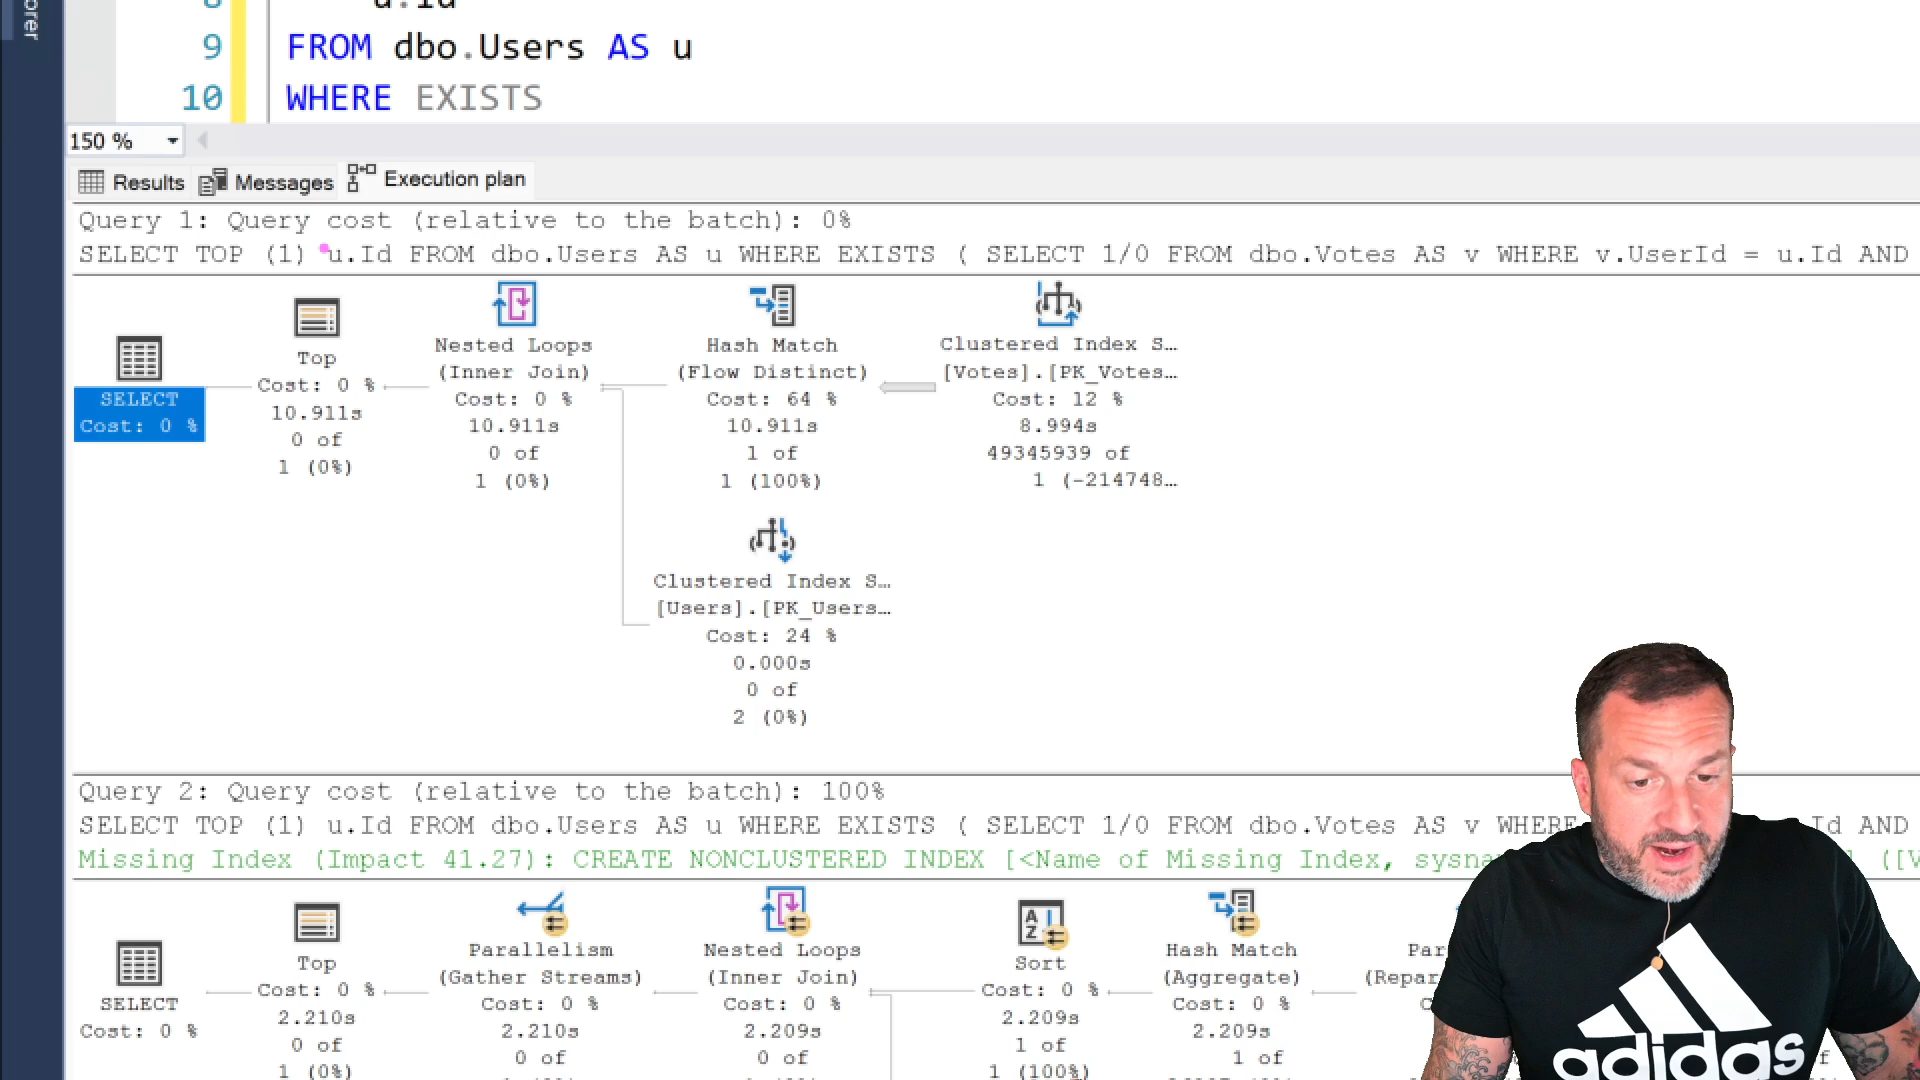 orer
8
u.Id
9
FROM dbo.Users AS u
10
WHERE EXISTS
150 %
Results
Messages
Execution plan
Query 1: Query cost (relative to the batch): 0%
SELECT TOP (1) u.Id FROM dbo.Users AS u WHERE EXISTS ( SELECT 1/0 FROM dbo.Votes AS v WHERE v.UserId = u.Id AND
SELECT
Cost: 0 %
Top
Cost: 0 %
10.911s
0 of
1 (0%)
Nested Loops
(Inner Join)
Cost: 0 %
10.911s
0 of
1 (0%)
Hash Match
(Flow Distinct)
Cost: 64 %
10.911s
1 of
1 (100%)
Clustered Index S…
[Votes].[PK_Votes…
Cost: 12 %
8.994s
49345939 of
1 (-214748…
Clustered Index S…
[Users].[PK_Users…
Cost: 24 %
0.000s
0 of
2 (0%)
Query 2: Query cost (relative to the batch): 100%
SELECT TOP (1) u.Id FROM dbo.Users AS u WHERE EXISTS ( SELECT 1/0 FROM dbo.Votes AS v WHERE Id AND
Missing Index (Impact 41.27): CREATE NONCLUSTERED INDEX [<Name of Missing Index, sysna ] ([V
SELECT
Cost: 0 %
Top
Cost: 0 %
2.210s
0 of
1 (0%)
Parallelism
(Gather Streams)
Cost: 0 %
2.210s
0 of
Nested Loops
(Inner Join)
Cost: 0 %
2.209s
0 of
Sort
Cost: 0 %
2.209s
1 of
1 (100%)
Hash Match
(Aggregate)
Cost: 0 %
2.209s
1 of
Par
(Repar
C
adidas